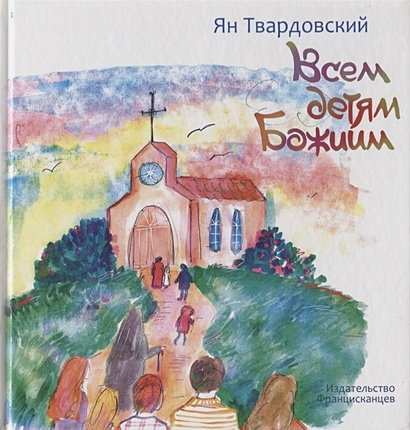 Ян Твардовский
Всем
детям
Божиим
Издательство
Францисканцев